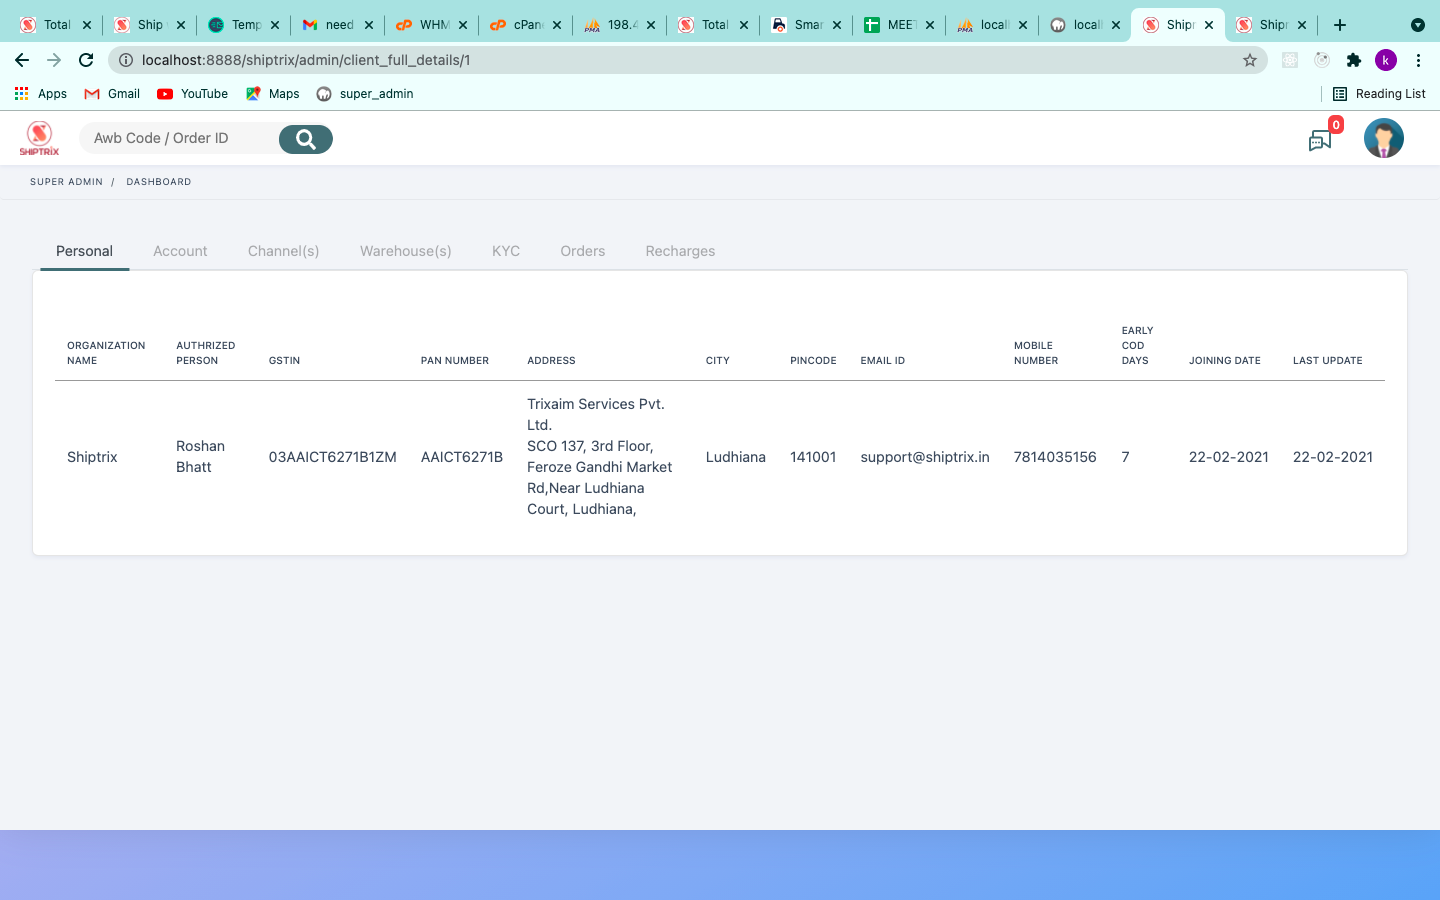 Total
Ship
Temp
need
WHM
cPane
198.4
Total
Smar
MEET
locall
locall
Shipr
Shipr
localhost:8888/shiptrix/admin/client_full_details/1
k
Apps
Gmail
YouTube
Maps
super_admin
Reading List
SHIPTRIX
Awb Code / Order ID
0
SUPER ADMIN / DASHBOARD
Personal
Account
Channel(s)
Warehouse(s)
KYC
Orders
Recharges
ORGANIZATION
NAME
AUTHRIZED
PERSON
GSTIN
PAN NUMBER
ADDRESS
CITY
PINCODE
EMAIL ID
MOBILE
NUMBER
EARLY
COD
DAYS
JOINING DATE
LAST UPDATE
Shiptrix
Roshan
Bhatt
03AAICT6271B1ZM
AAICT6271B
Trixaim Services Pvt.
Ltd.
SCO 137, 3rd Floor,
Feroze Gandhi Market
Rd,Near Ludhiana
Court, Ludhiana,
Ludhiana
141001
support@shiptrix.in
7814035156
7
22-02-2021
22-02-2021